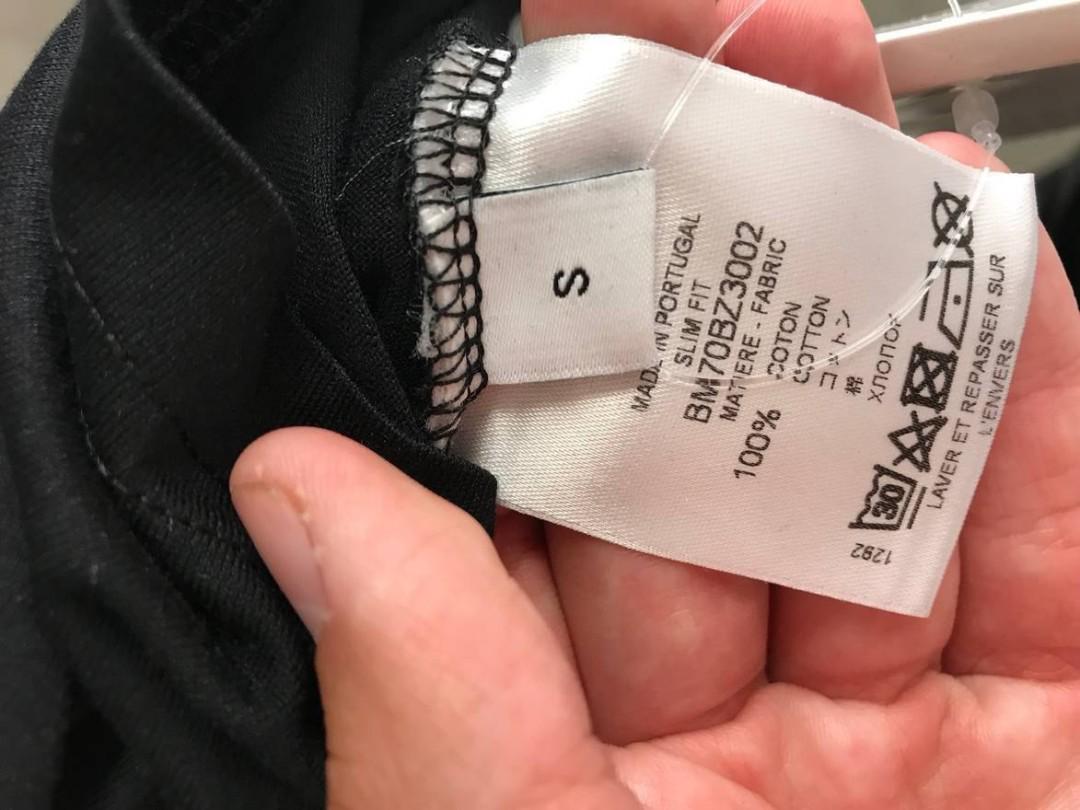 S
MADE IN PORTUGAL
SLIM FIT
BM70BZ3002
MATIERE - FABRIC
100% COTON
COTTON
コットン
棉
ХЛОПОК
30
LAVER ET REPASSER SUR
L'ENVERS
1292